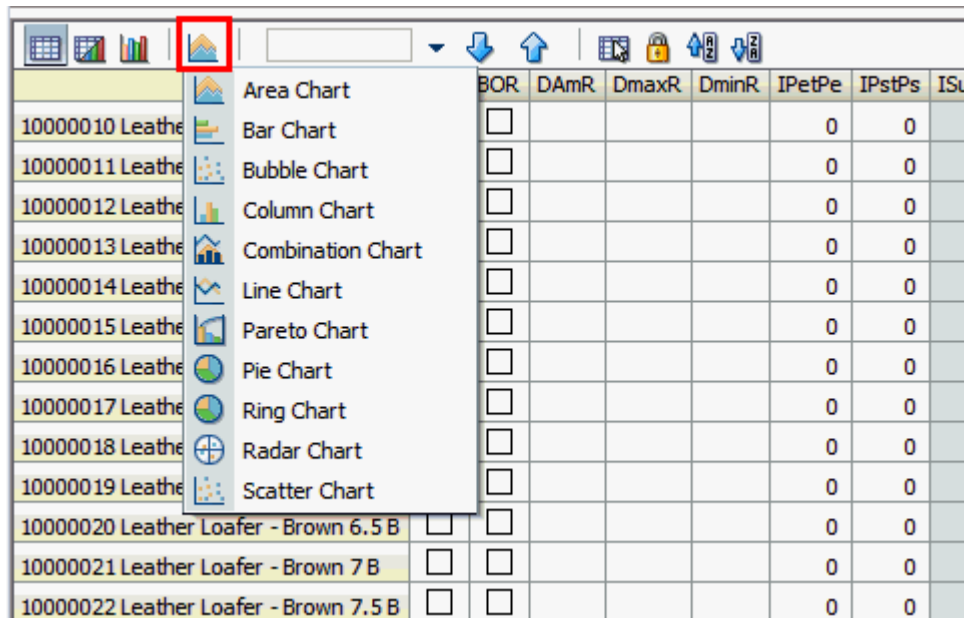 BOR DAmR DmaxR DminR IPetPe IPstPs ISu
Area Chart
Bar Chart
Bubble Chart
Column Chart
Combination Chart
Line Chart
Pareto Chart
Pie Chart
Ring Chart
Radar Chart
Scatter Chart
10000010 Leathe 0 0
10000011 Leathe 0 0
10000012 Leathe 0 0
10000013 Leathe 0 0
10000014 Leathe 0 0
10000015 Leathe 0 0
10000016 Leathe 0 0
10000017 Leathe 0 0
10000018 Leathe 0 0
10000019 Leathe 0 0
10000020 Leather Loafer - Brown 6.5 B 0 0
10000021 Leather Loafer - Brown 7 B 0 0
10000022 Leather Loafer - Brown 7.5 B 0 0